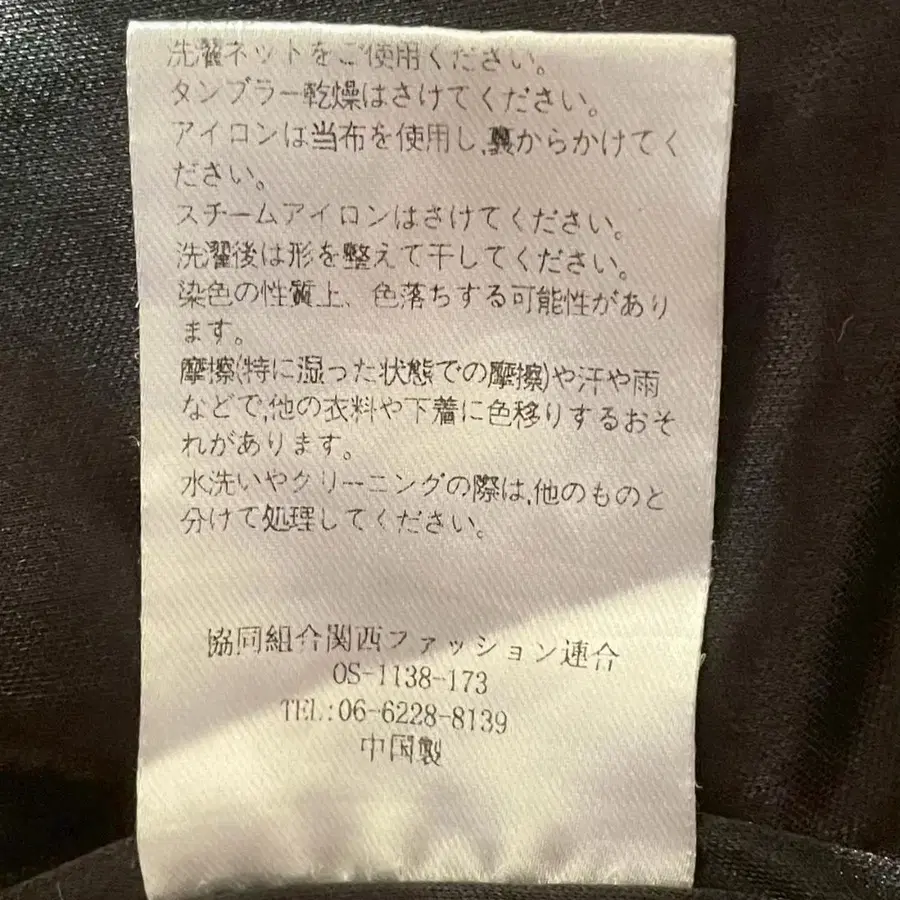 洗濯ネットをご使用ください。
タンブラー乾燥はさけてください。
アイロンは当布を使用し,裏からかけてく
ださい。
スチームアイロンはさけてください。
洗濯後は形を整えて干してください。
染色の性質上、色落ちする可能性があり
ます。
摩擦(特に湿った状態での摩擦)や汗や雨
などで,他の衣料や下着に色移りするおそ
れがあります。
水洗いやクリーニングの際は,他のものと
分けて処理してください。
協同組合関西ファッション連合
OS-1138-173
TEL:06-6228-8139
中国製